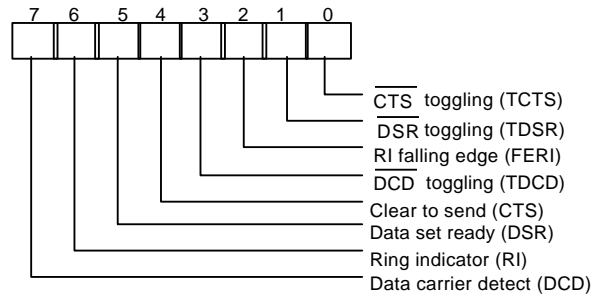 7 6 5 4 3 2 1 0
CTS toggling (TCTS)
DSR toggling (TDSR)
RI falling edge (FERI)
DCD toggling (TDCD)
Clear to send (CTS)
Data set ready (DSR)
Ring indicator (RI)
Data carrier detect (DCD)